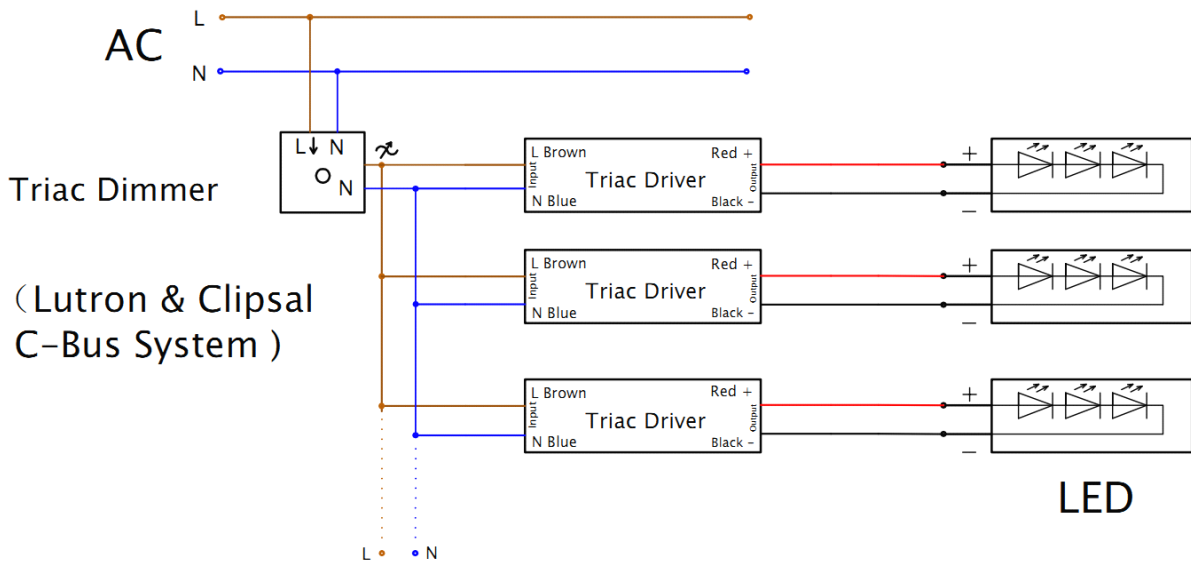 L
AC
N
L N
N
Triac Dimmer
（Lutron & Clipsal
C-Bus System )
L Brown
Input
N Blue
Triac Driver
Red +
Output
Black -
+
−
L Brown
Input
N Blue
Triac Driver
Red +
Output
Black -
+
−
L Brown
Input
N Blue
Triac Driver
Red +
Output
Black -
+
−
LED
L
N